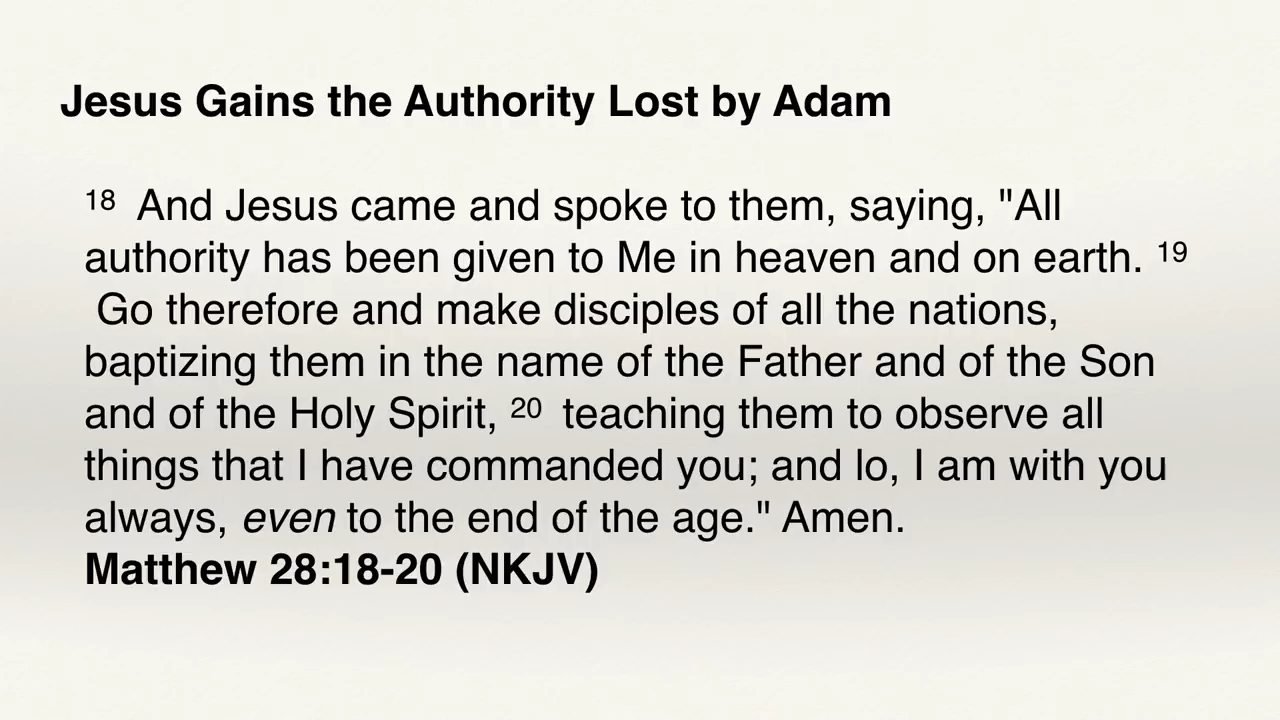 Jesus Gains the Authority Lost by Adam
18 And Jesus came and spoke to them, saying, "All
authority has been given to Me in heaven and on earth. 19
Go therefore and make disciples of all the nations,
baptizing them in the name of the Father and of the Son
and of the Holy Spirit, 20 teaching them to observe all
things that I have commanded you; and lo, I am with you
always, even to the end of the age." Amen.
Matthew 28:18-20 (NKJV)